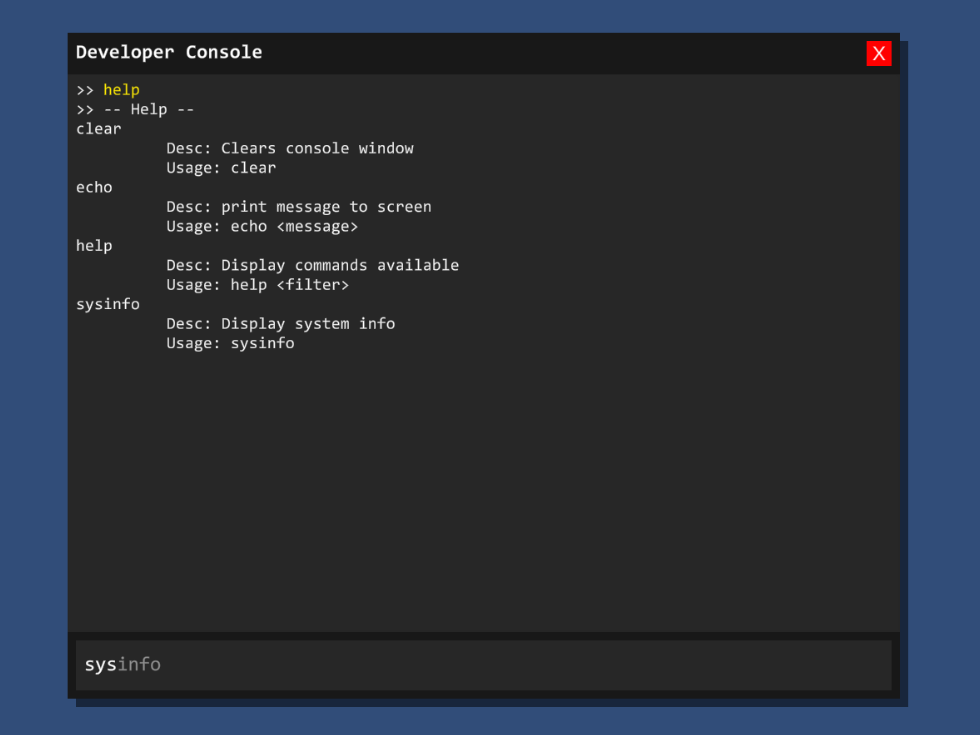 Developer Console
X
>> help
>> -- Help --
clear
Desc: Clears console window
Usage: clear
echo
Desc: print message to screen
Usage: echo <message>
help
Desc: Display commands available
Usage: help <filter>
sysinfo
Desc: Display system info
Usage: sysinfo
sysinfo